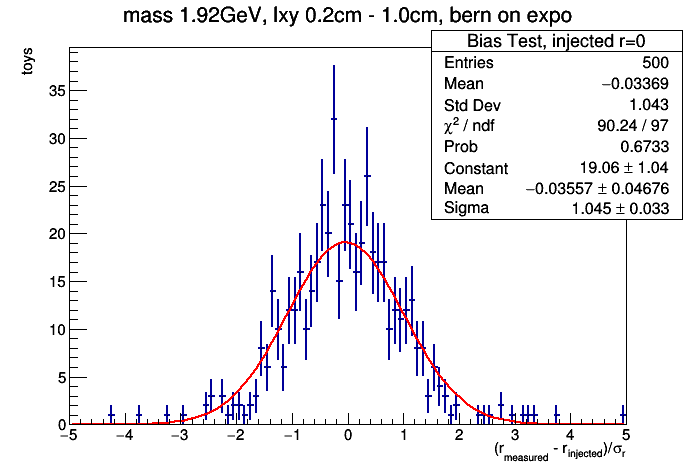 mass 1.92GeV, lxy 0.2cm - 1.0cm, bern on expo
toys
Bias Test, injected r=0
Entries 500
Mean −0.03369
Std Dev 1.043
χ² / ndf 90.24 / 97
Prob 0.6733
Constant 19.06 ± 1.04
Mean −0.03557 ± 0.04676
Sigma 1.045 ± 0.033
35
30
25
20
15
10
5
0
−5 −4 −3 −2 −1 0 1 2 3 4 5
(r_measured - r_injected)/σ_r